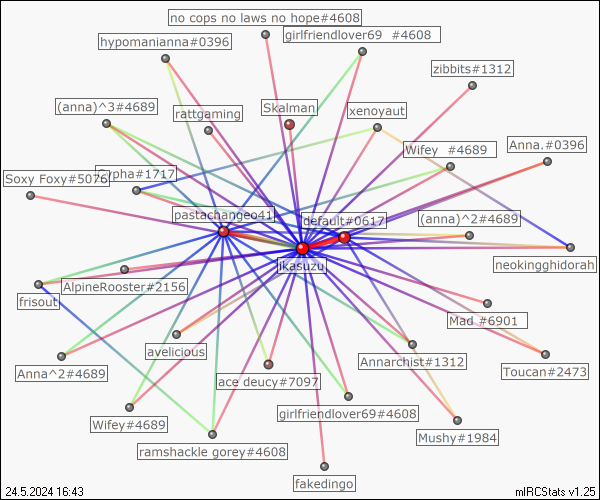 no cops no laws no hope#4608
girlfriendlover69 #4608
hypomanianna#0396
zibbits#1312
(anna)^3#4689
rattgaming
Skalman
xenoyaut
Wifey #4689
Anna.#0396
Soxy Foxy#5076
Cypha#1717
pastachangeo41
default#0617
(anna)^2#4689
ikasuzu
neokingghidorah
AlpineRooster#2156
frisout
Mad #6901
avelicious
Annarchist#1312
Toucan#2473
Anna^2#4689
ace deucy#7097
girlfriendlover69#4608
Wifey#4689
Mushy#1984
ramshackle gorey#4608
fakedingo
24.5.2024 16:43
mIRCStats v1.25